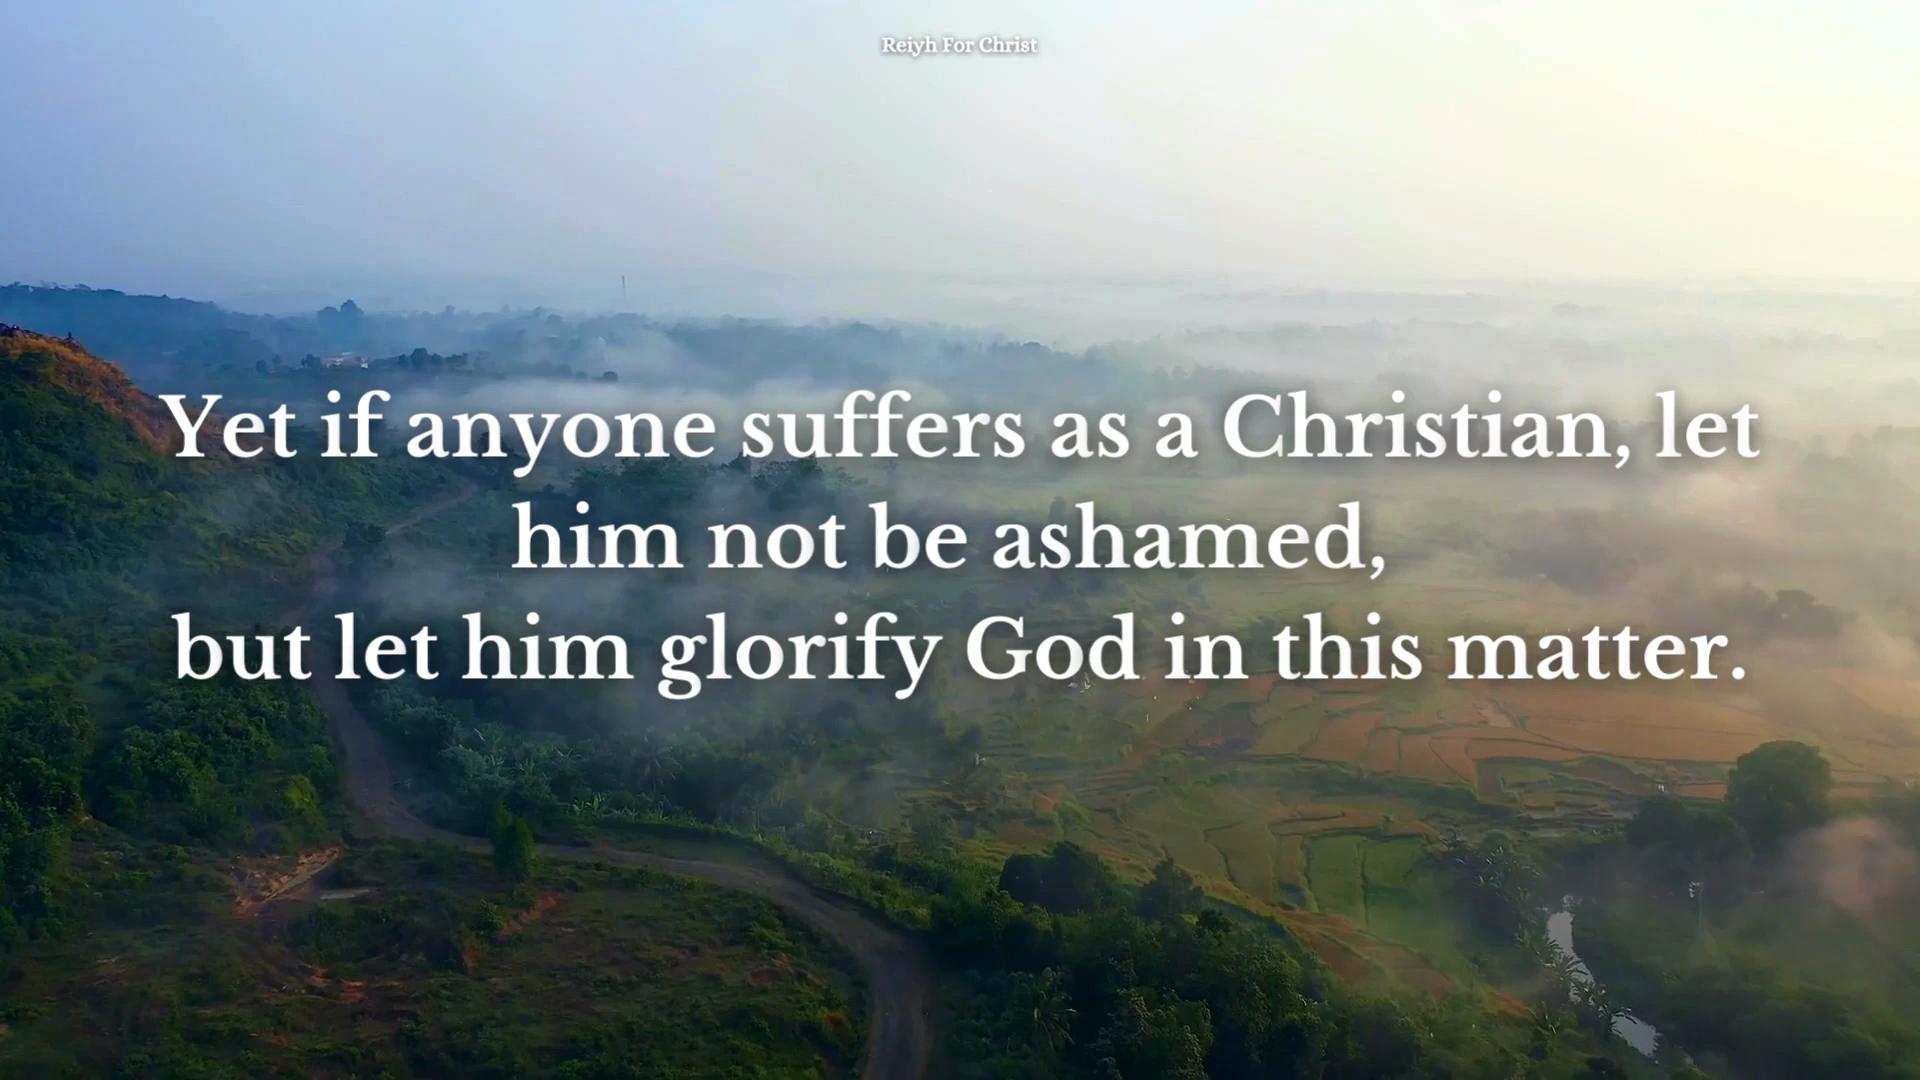 Reiyh For Christ
Yet if anyone suffers as a Christian, let
him not be ashamed,
but let him glorify God in this matter.